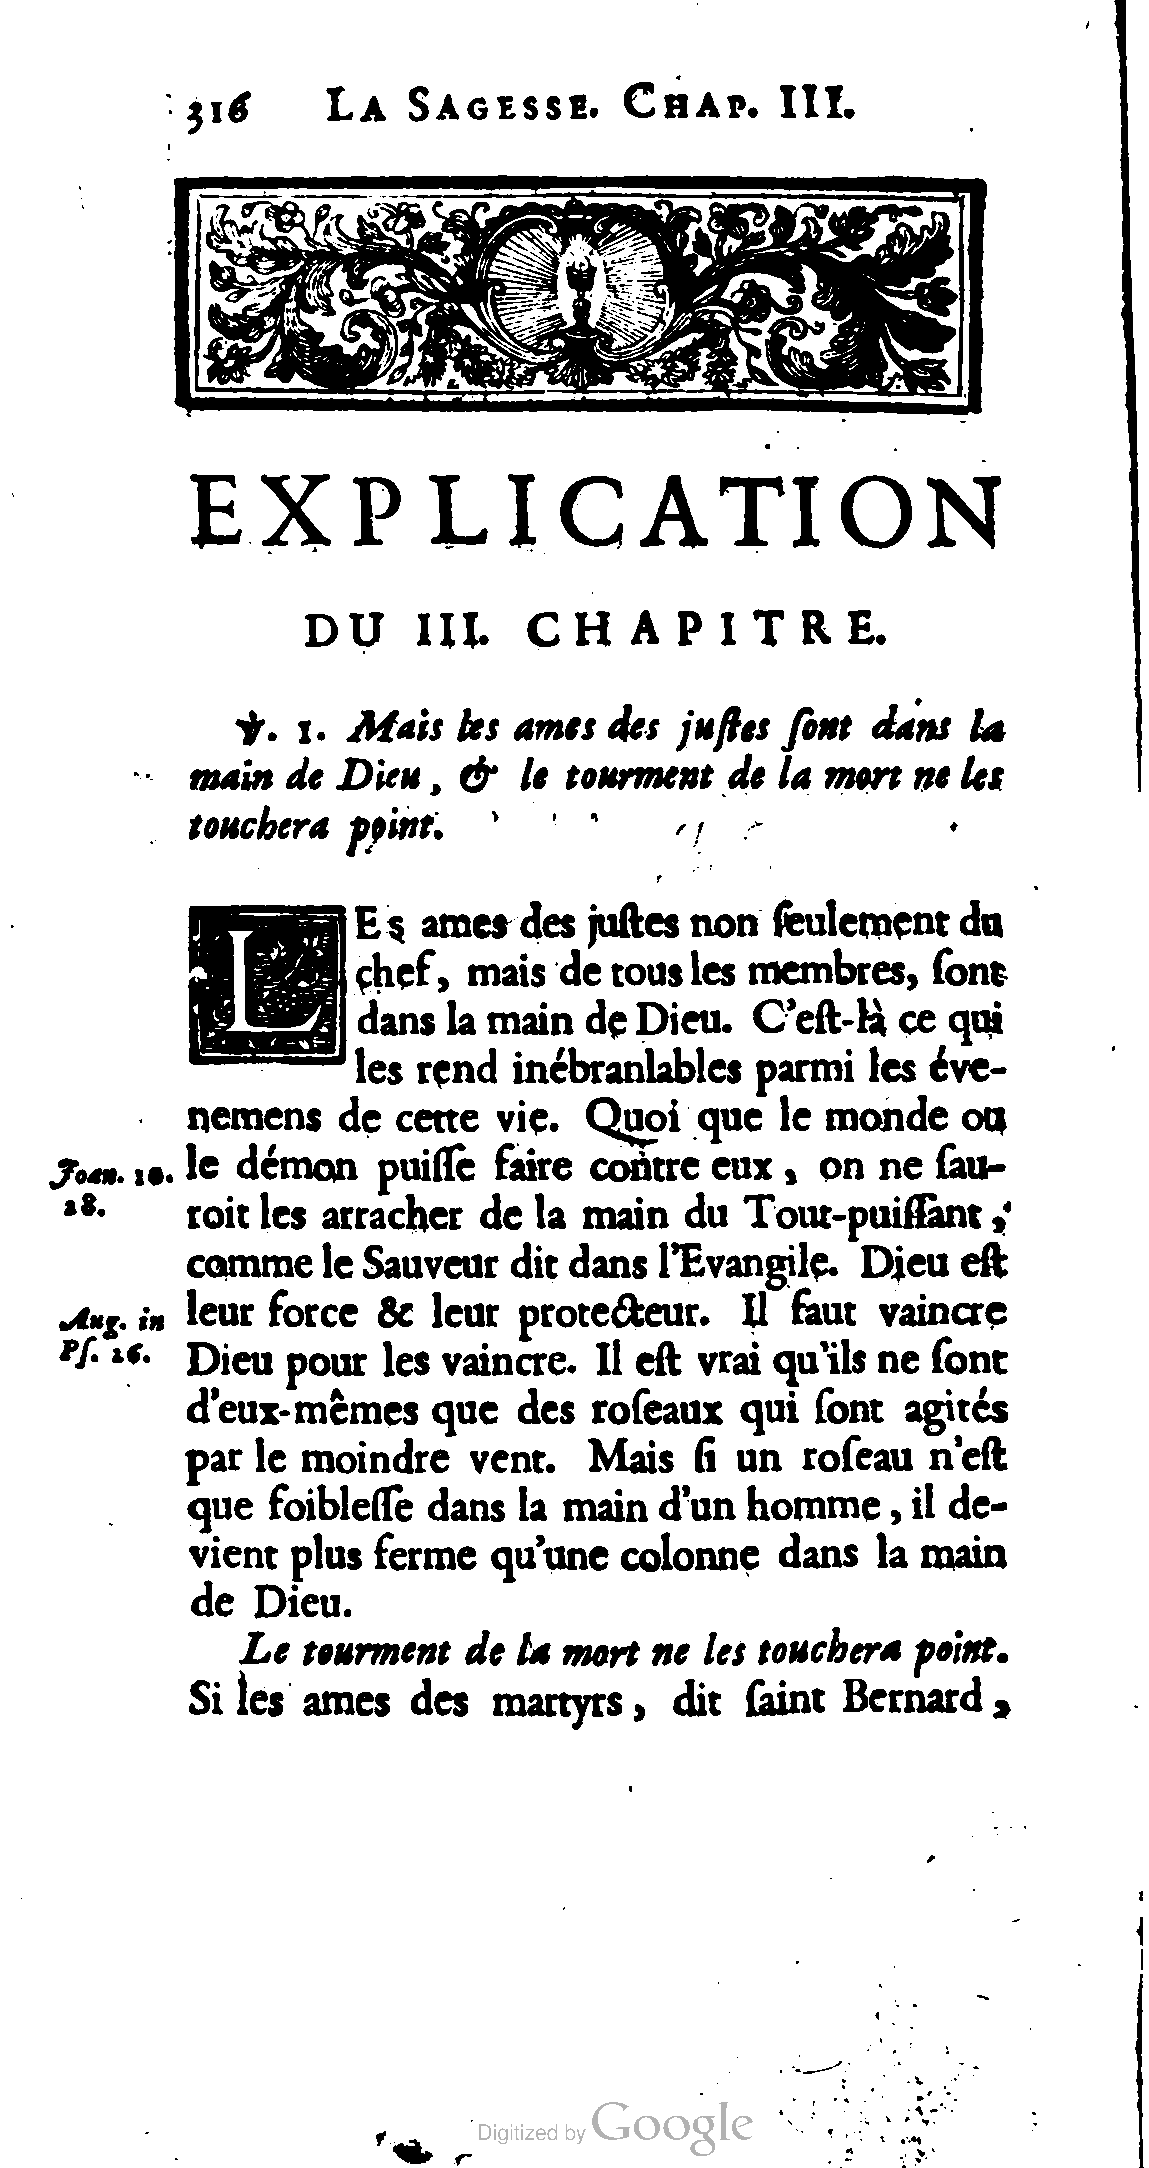 316 LA SAGESSE. CHAP. III.
EXPLICATION
DU III. CHAPITRE.
℣. 1. Mais les ames des juſtes ſont dans la
main de Dieu, & le tourment de la mort ne les
touchera point.
LES ames des juſtes non ſeulement du
chef, mais de tous les membres, ſont
dans la main de Dieu. C'eſt-là ce qui
les rend inébranlables parmi les éve-
nemens de cette vie. Quoi que le monde ou
Joan. 10.
28.
le démon puiſſe faire contre eux, on ne ſau-
roit les arracher de la main du Tout-puiſſant,
comme le Sauveur dit dans l'Evangile. Dieu eſt
Aug. in
Pſ. 26.
leur force & leur protecteur. Il faut vaincre
Dieu pour les vaincre. Il eſt vrai qu'ils ne ſont
d'eux-mêmes que des roſeaux qui ſont agités
par le moindre vent. Mais ſi un roſeau n'eſt
que foibleſſe dans la main d'un homme, il de-
vient plus ferme qu'une colonne dans la main
de Dieu.
Le tourment de la mort ne les touchera point.
Si les ames des martyrs, dit ſaint Bernard,
Digitized by Google